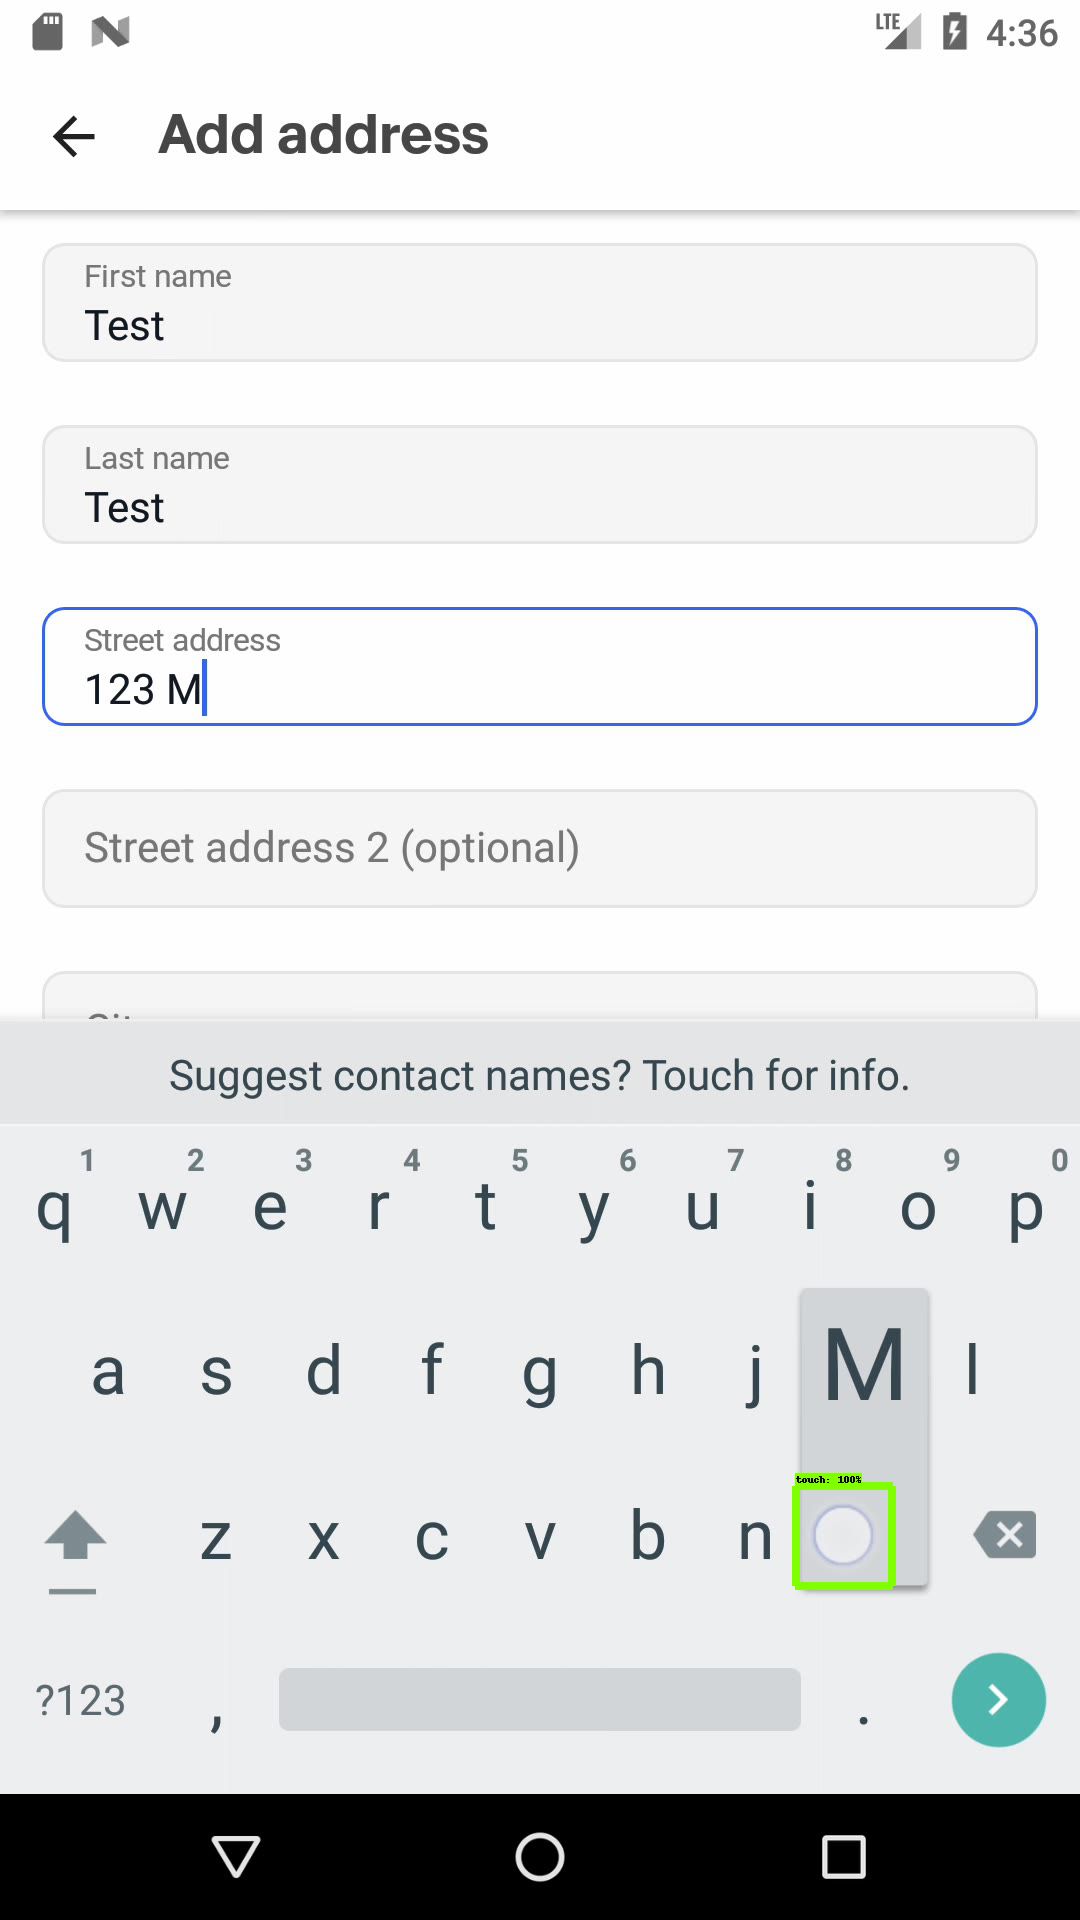 LTE 4:36
Add address
First name
Test
Last name
Test
Street address
123 M
Street address 2 (optional)
Suggest contact names? Touch for info.
1 2 3 4 5 6 7 8 9 0
q w e r t y u i o p
a s d f g h j M l
touch: 100%
z x c v b n
?123 , .